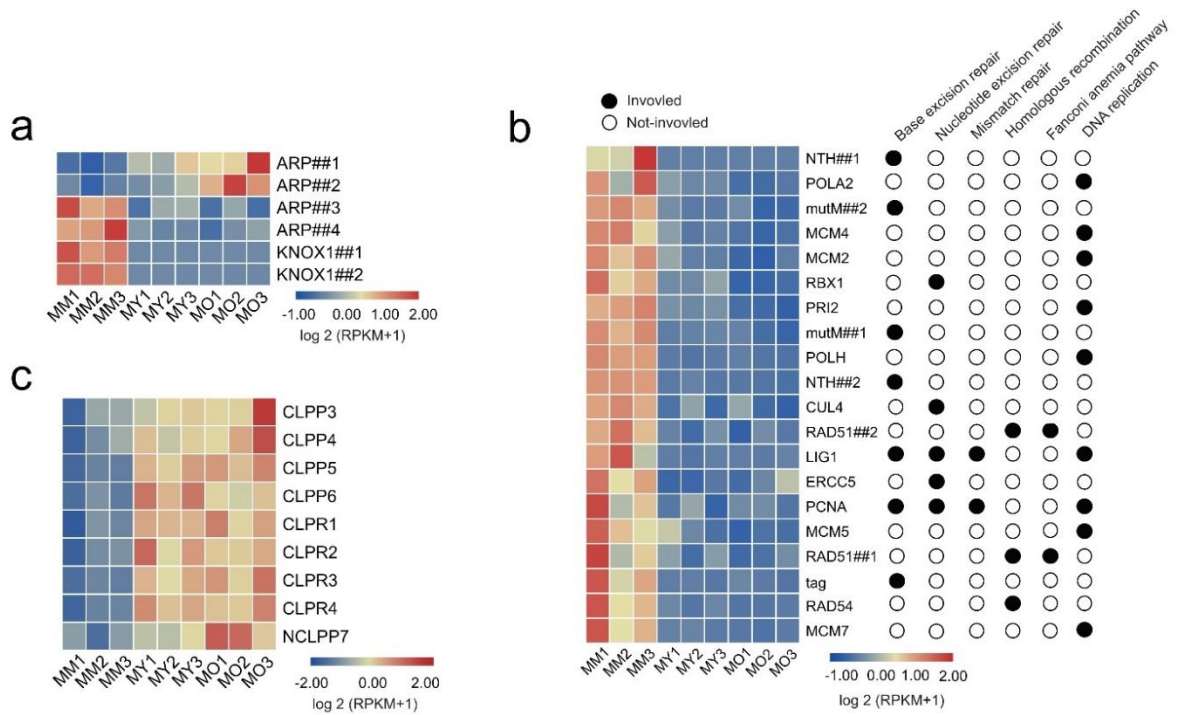 a
ARP##1
ARP##2
ARP##3
ARP##4
KNOX1##1
KNOX1##2
MM1 MM2 MM3 MY1 MY2 MY3 MO1 MO2 MO3
-1.00 0.00 1.00 2.00
log 2 (RPKM+1)
b
Invovled
Not-invovled
Base excision repair
Nucleotide excision repair
Mismatch repair
Homologous recombination
Fanconi anemia pathway
DNA replication
NTH##1
POLA2
mutM##2
MCM4
MCM2
RBX1
PRI2
mutM##1
POLH
NTH##2
CUL4
RAD51##2
LIG1
ERCC5
PCNA
MCM5
RAD51##1
tag
RAD54
MCM7
MM1 MM2 MM3 MY1 MY2 MY3 MO1 MO2 MO3
-1.00 0.00 1.00 2.00
log 2 (RPKM+1)
c
CLPP3
CLPP4
CLPP5
CLPP6
CLPR1
CLPR2
CLPR3
CLPR4
NCLPP7
MM1 MM2 MM3 MY1 MY2 MY3 MO1 MO2 MO3
-2.00 0.00 2.00
log 2 (RPKM+1)